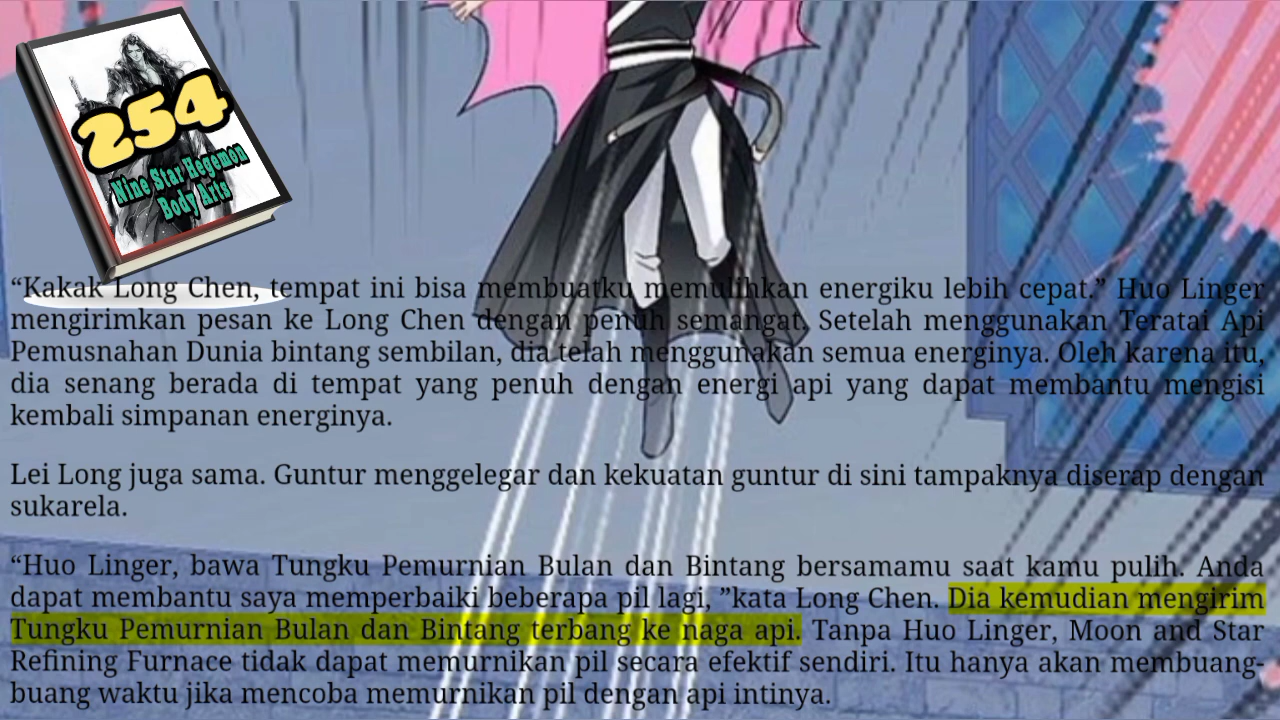 254
Nine Star Hegemon
Body Arts
“Kakak Long Chen, tempat ini bisa membuatku memulihkan energiku lebih cepat.” Huo Linger
mengirimkan pesan ke Long Chen dengan penuh semangat. Setelah menggunakan Teratai Api
Pemusnahan Dunia bintang sembilan, dia telah menggunakan semua energinya. Oleh karena itu,
dia senang berada di tempat yang penuh dengan energi api yang dapat membantu mengisi
kembali simpanan energinya.
Lei Long juga sama. Guntur menggelegar dan kekuatan guntur di sini tampaknya diserap dengan
sukarela.
“Huo Linger, bawa Tungku Pemurnian Bulan dan Bintang bersamamu saat kamu pulih. Anda
dapat membantu saya memperbaiki beberapa pil lagi, ”kata Long Chen. Dia kemudian mengirim
Tungku Pemurnian Bulan dan Bintang terbang ke naga api. Tanpa Huo Linger, Moon and Star
Refining Furnace tidak dapat memurnikan pil secara efektif sendiri. Itu hanya akan membuang-
buang waktu jika mencoba memurnikan pil dengan api intinya.